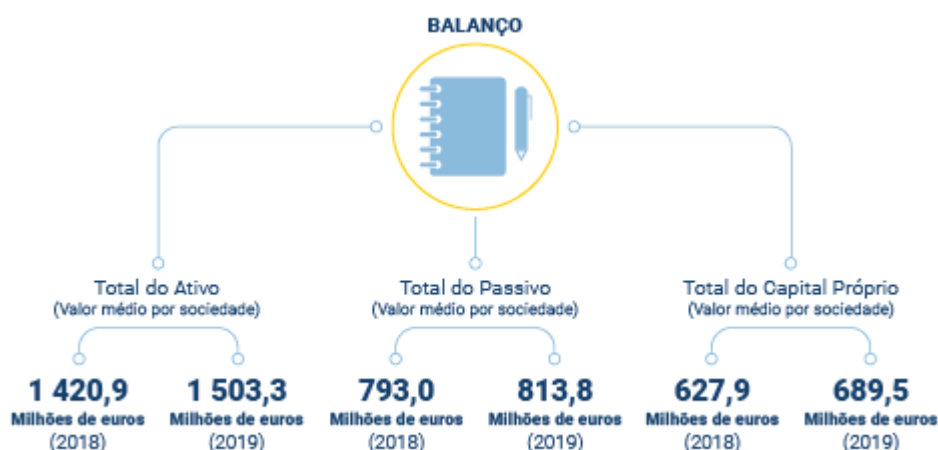 BALANÇO
Total do Ativo
(Valor médio por sociedade)
1 420,9
Milhões de euros
(2018)
1 503,3
Milhões de euros
(2019)
Total do Passivo
(Valor médio por sociedade)
793,0
Milhões de euros
(2018)
813,8
Milhões de euros
(2019)
Total do Capital Próprio
(Valor médio por sociedade)
627,9
Milhões de euros
(2018)
689,5
Milhões de euros
(2019)